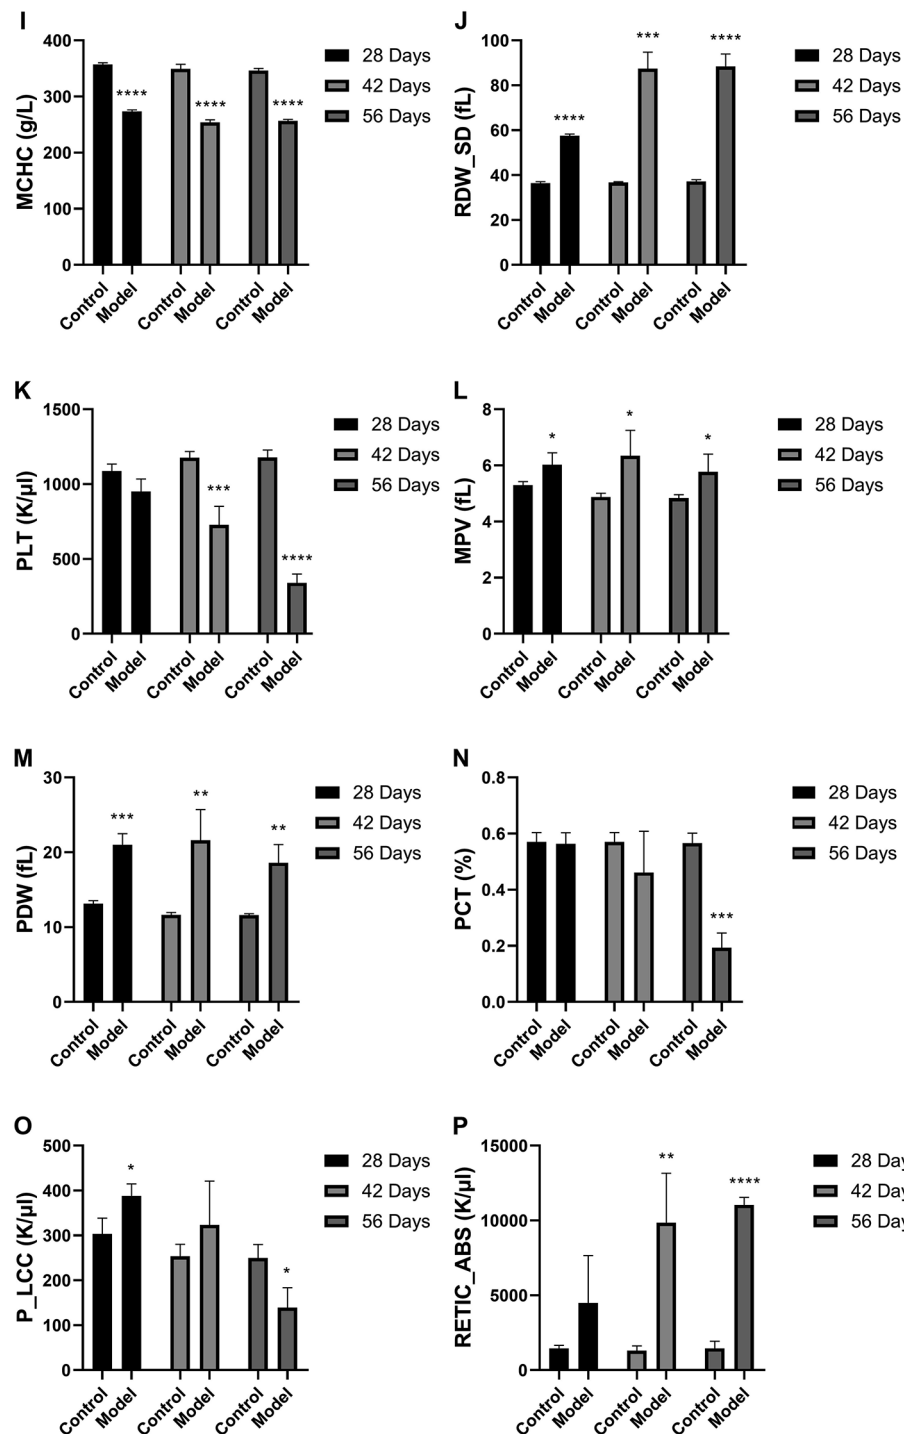 I
MCHC (g/L)
400
300
200
100
0
****
****
****
Control
Model
Control
Model
Control
Model
28 Days
42 Days
56 Days
J
RDW_SD (fL)
100
80
60
40
20
0
****
***
****
Control
Model
Control
Model
Control
Model
28 Days
42 Days
56 Days
K
PLT (K/µl)
1500
1000
500
0
***
****
Control
Model
Control
Model
Control
Model
28 Days
42 Days
56 Days
L
MPV (fL)
8
6
4
2
0
*
*
*
Control
Model
Control
Model
Control
Model
28 Days
42 Days
56 Days
M
PDW (fL)
30
20
10
0
***
**
**
Control
Model
Control
Model
Control
Model
28 Days
42 Days
56 Days
N
PCT (%)
0.8
0.6
0.4
0.2
0.0
***
Control
Model
Control
Model
Control
Model
28 Days
42 Days
56 Days
O
P_LCC (K/µl)
500
400
300
200
100
0
*
*
Control
Model
Control
Model
Control
Model
28 Days
42 Days
56 Days
P
RETIC_ABS (K/µl)
15000
10000
5000
0
**
****
Control
Model
Control
Model
Control
Model
28 Day
42 Day
56 Day